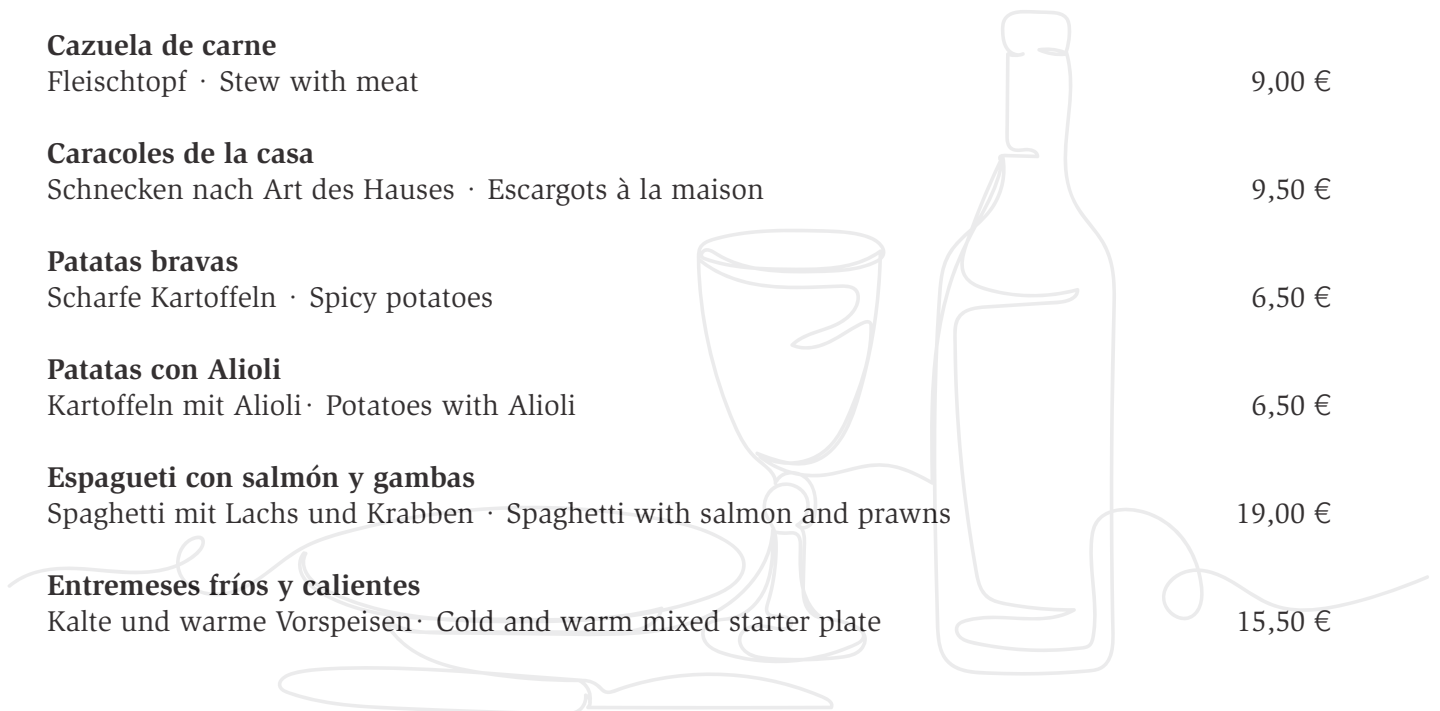 Cazuela de carne
Fleischtopf · Stew with meat 9,00 €
Caracoles de la casa
Schnecken nach Art des Hauses · Escargots à la maison 9,50 €
Patatas bravas
Scharfe Kartoffeln · Spicy potatoes 6,50 €
Patatas con Alioli
Kartoffeln mit Alioli· Potatoes with Alioli 6,50 €
Espagueti con salmón y gambas
Spaghetti mit Lachs und Krabben · Spaghetti with salmon and prawns 19,00 €
Entremeses fríos y calientes
Kalte und warme Vorspeisen· Cold and warm mixed starter plate 15,50 €